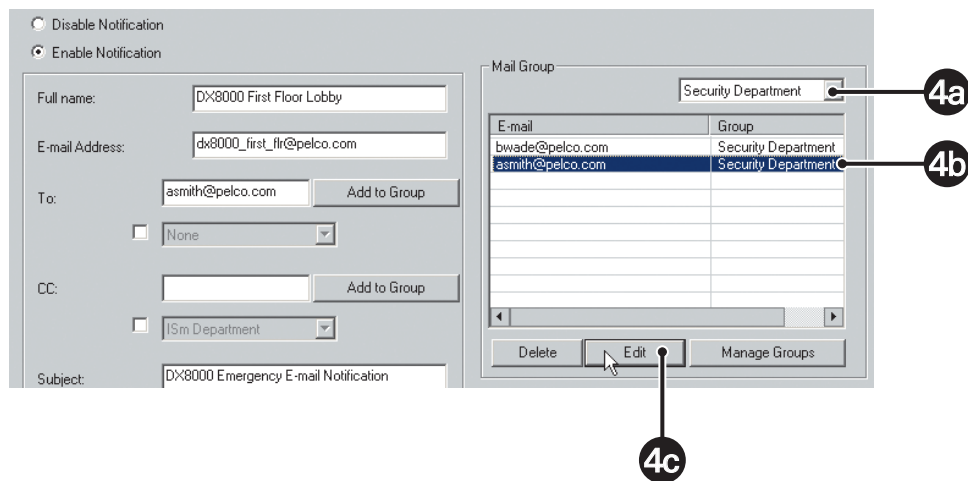 Disable Notification
Enable Notification
Full name:
DX8000 First Floor Lobby
E-mail Address:
dx8000_first_flr@pelco.com
To:
asmith@pelco.com
Add to Group
None
CC:
Add to Group
ISm Department
Subject:
DX8000 Emergency E-mail Notification
Mail Group
Security Department
4a
E-mail Group
bwade@pelco.com Security Department
asmith@pelco.com Security Department
4b
Delete
Edit
Manage Groups
4c